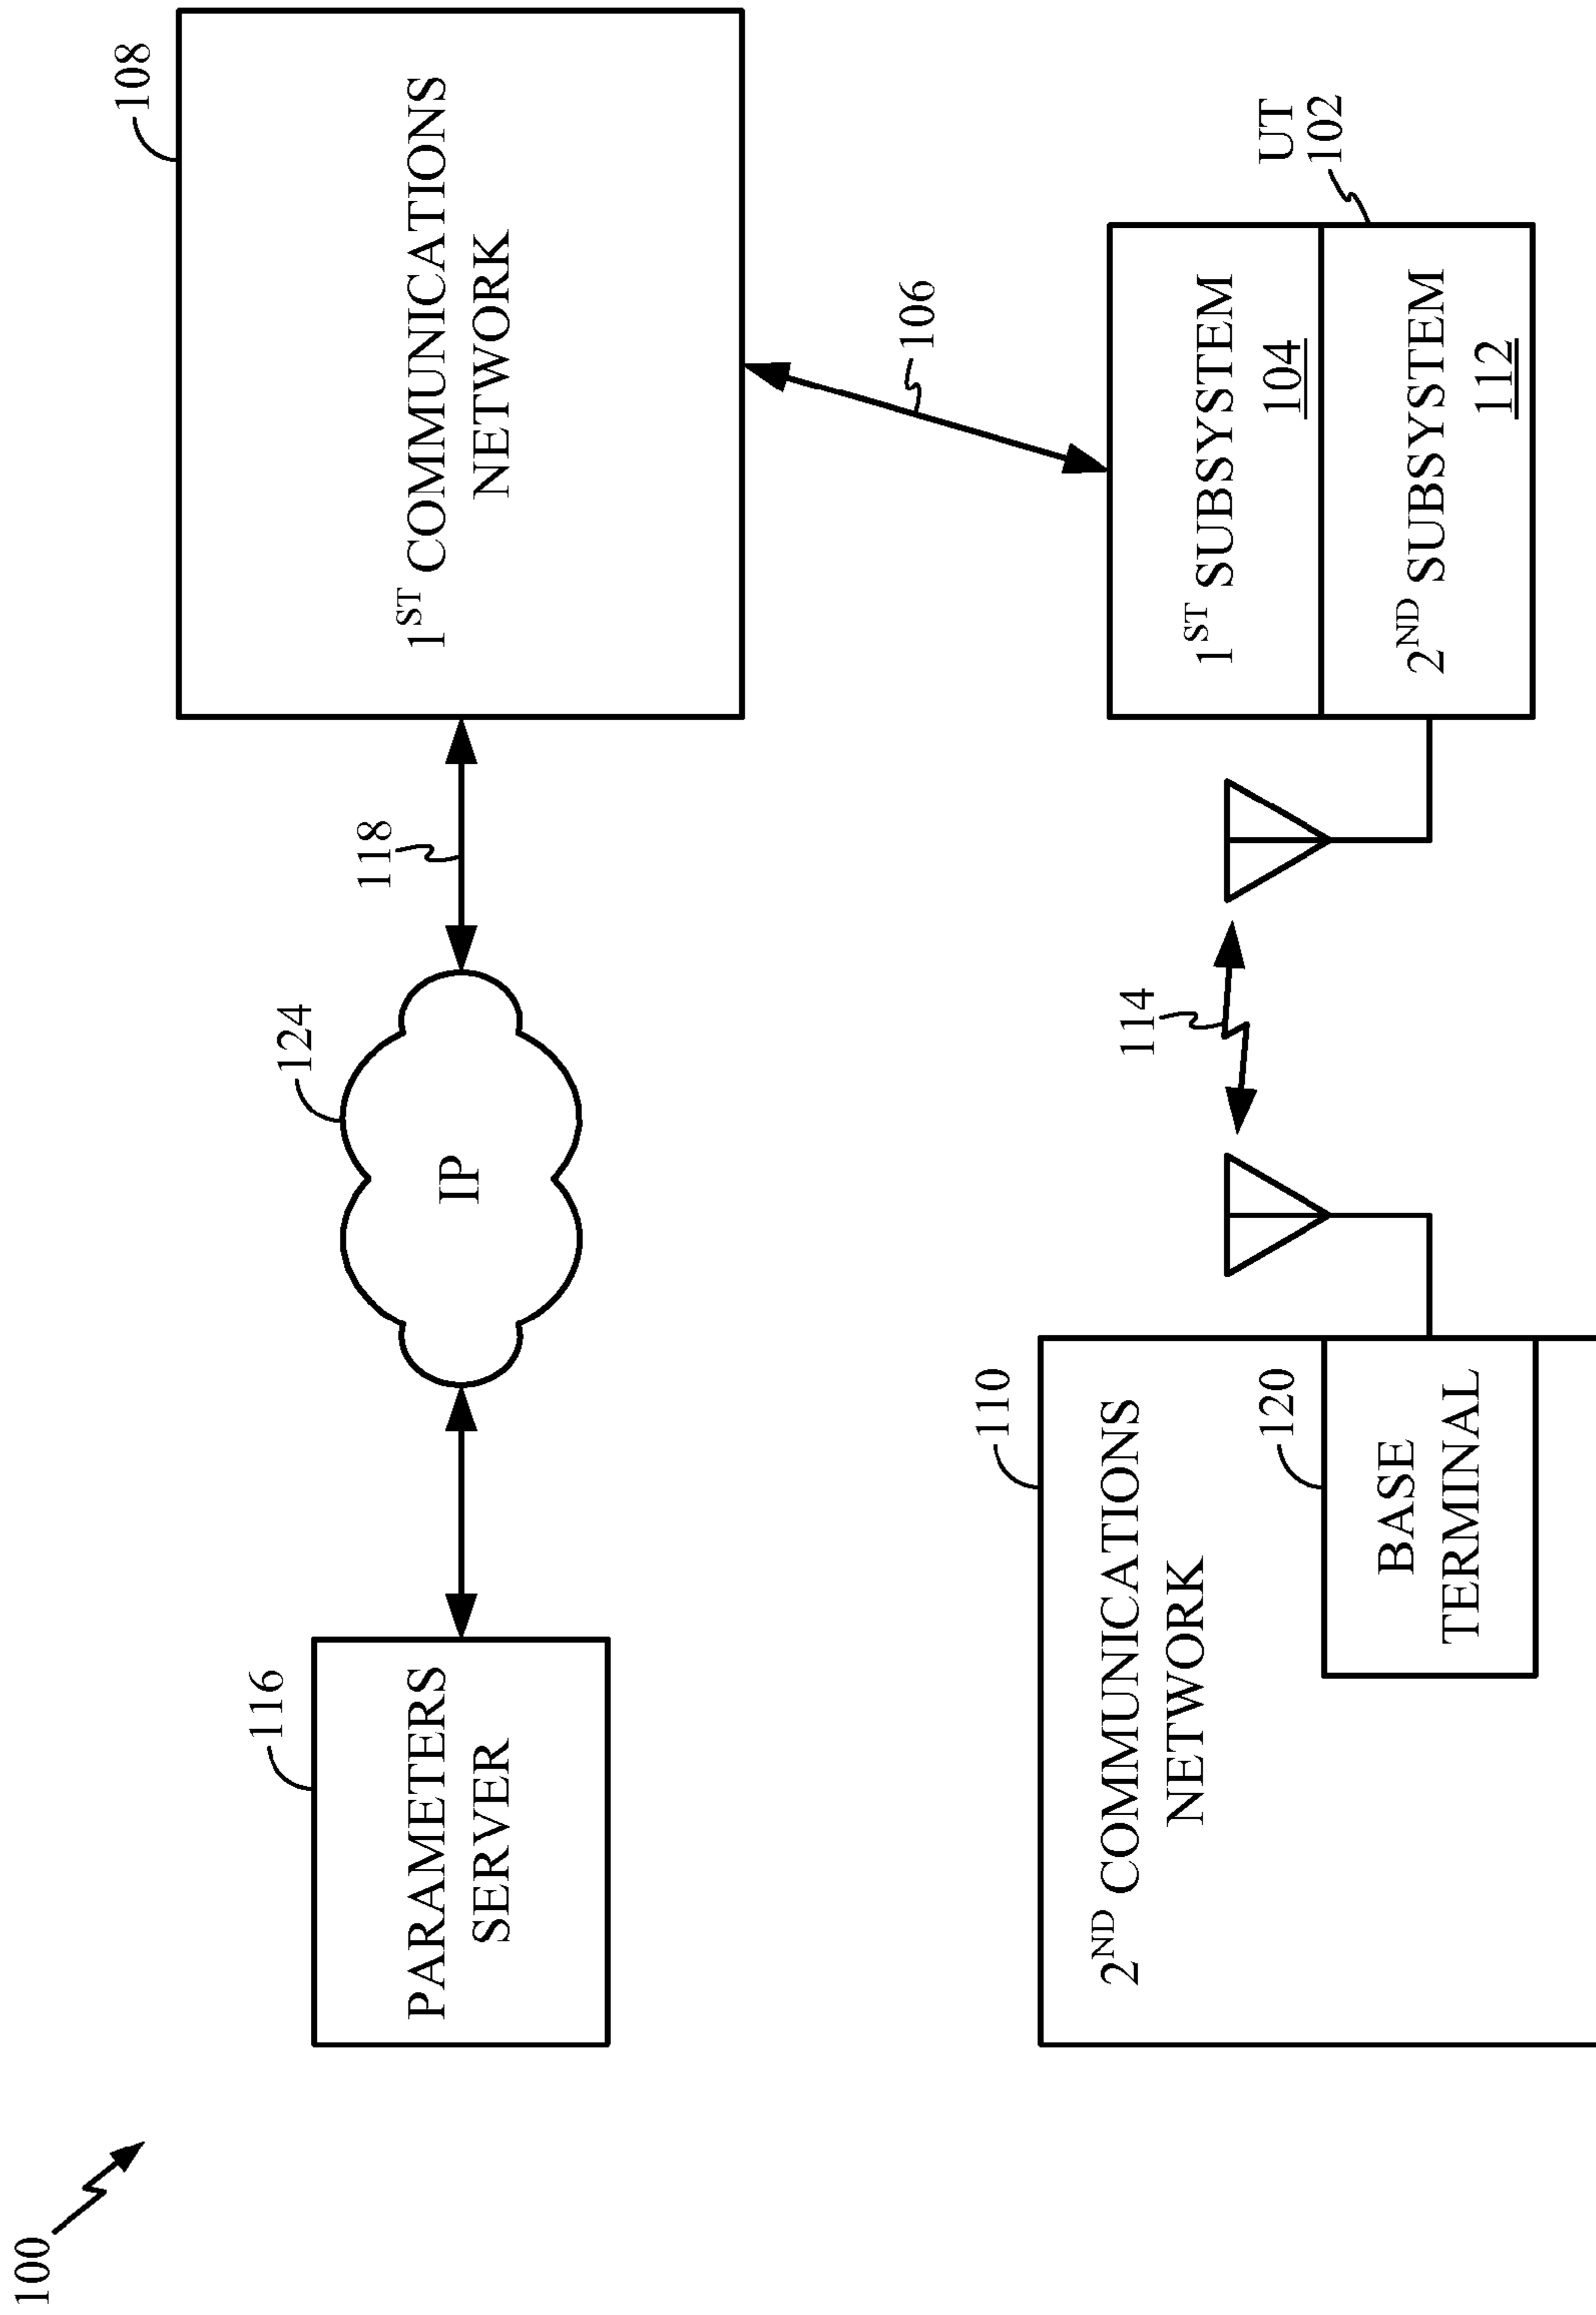 100
116
PARAMETERS
SERVER
124
IP
118
108
1ST COMMUNICATIONS
NETWORK
106
110
2ND COMMUNICATIONS
NETWORK
120
BASE
TERMINAL
114
UT
102
1ST SUBSYSTEM
104
2ND SUBSYSTEM
112